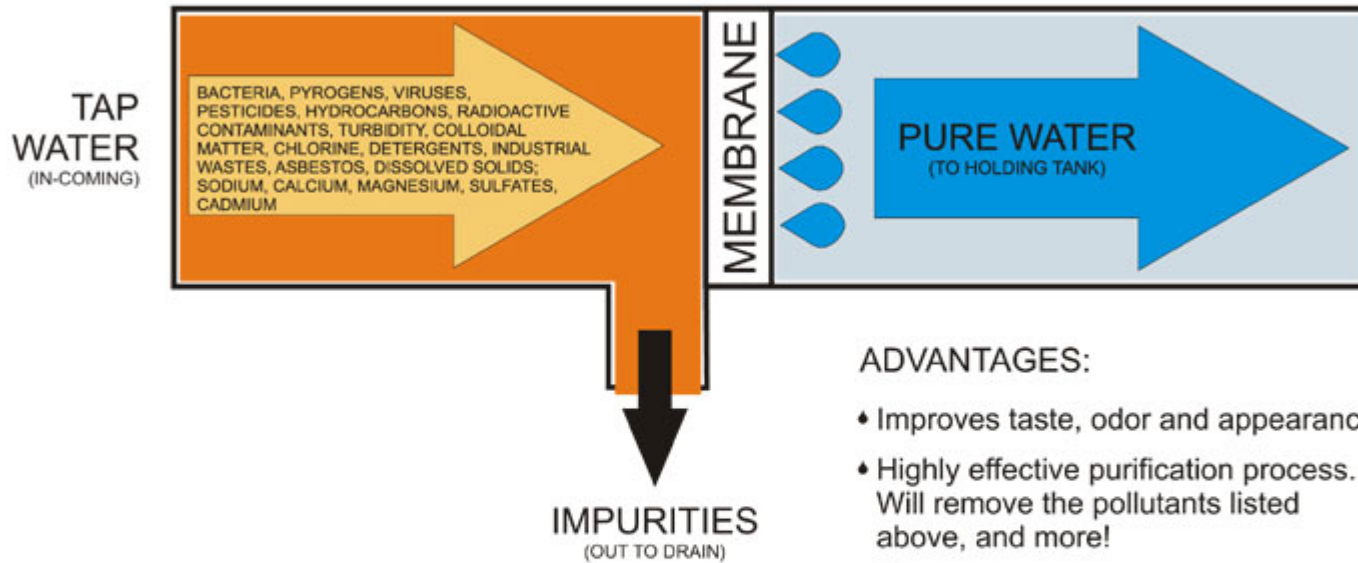 TAP
WATER
(IN-COMING)
BACTERIA, PYROGENS, VIRUSES,
PESTICIDES, HYDROCARBONS, RADIOACTIVE
CONTAMINANTS, TURBIDITY, COLLOIDAL
MATTER, CHLORINE, DETERGENTS, INDUSTRIAL
WASTES, ASBESTOS, DISSOLVED SOLIDS;
SODIUM, CALCIUM, MAGNESIUM, SULFATES,
CADMIUM
MEMBRANE
PURE WATER
(TO HOLDING TANK)
IMPURITIES
(OUT TO DRAIN)
ADVANTAGES:
Improves taste, odor and appearanc
Highly effective purification process.
Will remove the pollutants listed
above, and more!